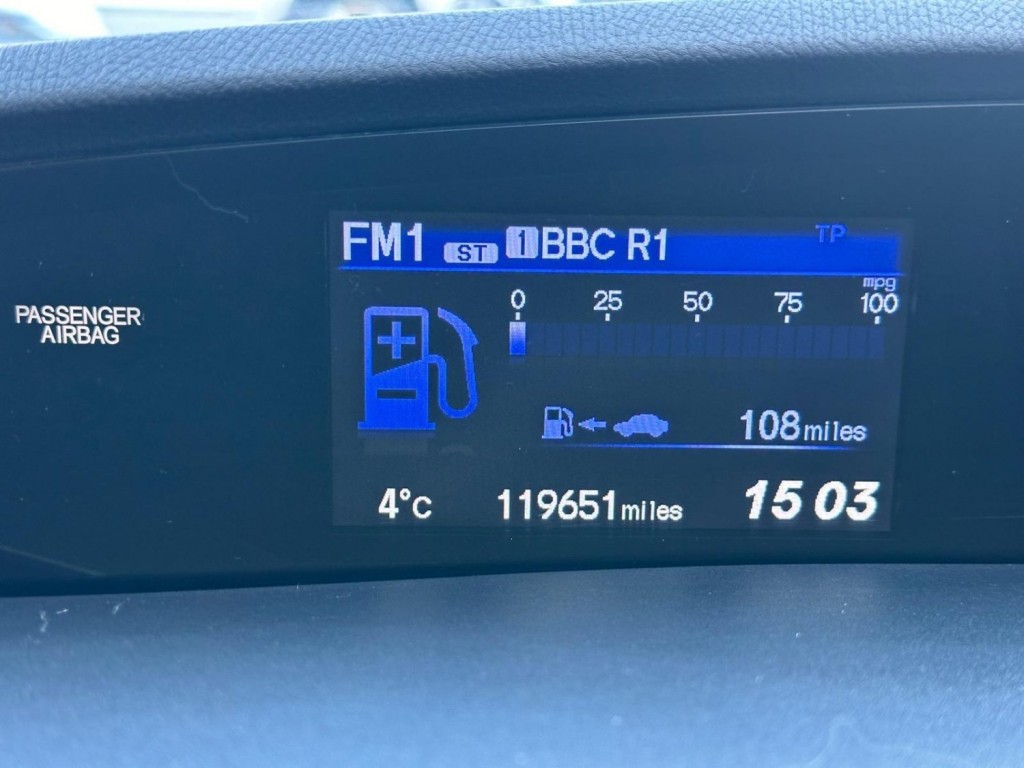 FM1 ST 1 BBC R1 TP
mpg
0 25 50 75 100
PASSENGER
AIRBAG
108 miles
4°C 119651 miles 15 03